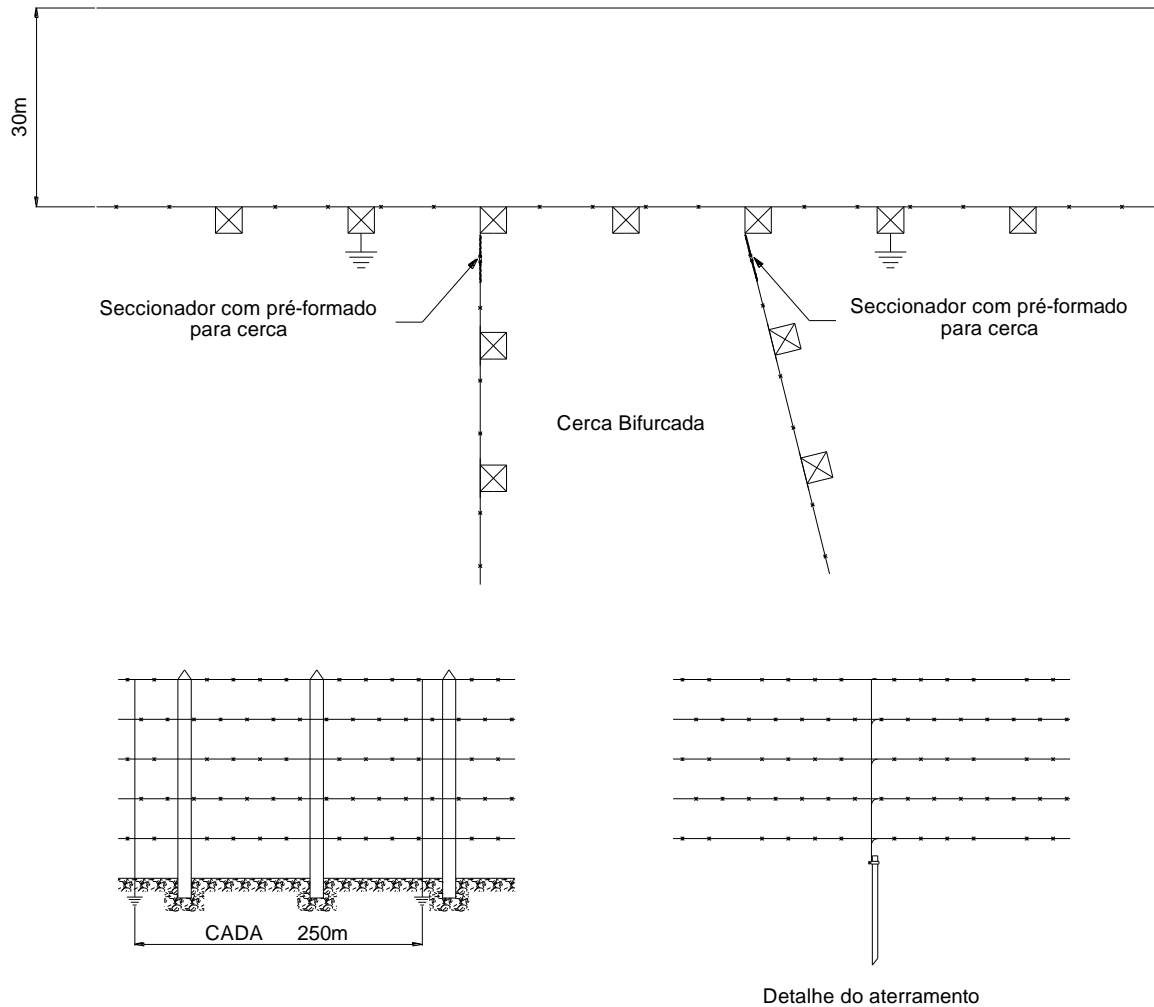 30m
Seccionador com pré-formado
para cerca
Seccionador com pré-formado
para cerca
Cerca Bifurcada
CADA 250m
Detalhe do aterramento